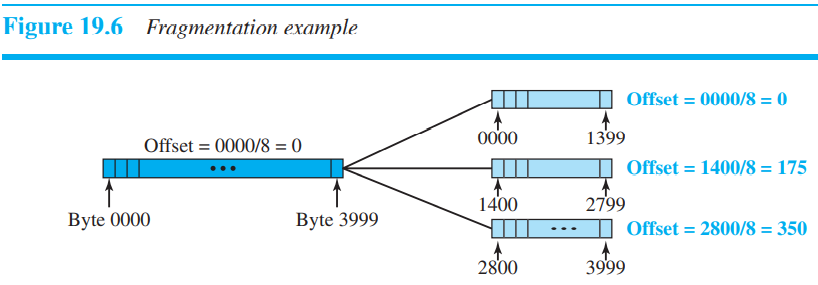 Figure 19.6 Fragmentation example
Offset = 0000/8 = 0
Byte 0000 Byte 3999
Offset = 0000/8 = 0
0000 1399
Offset = 1400/8 = 175
1400 2799
Offset = 2800/8 = 350
2800 3999